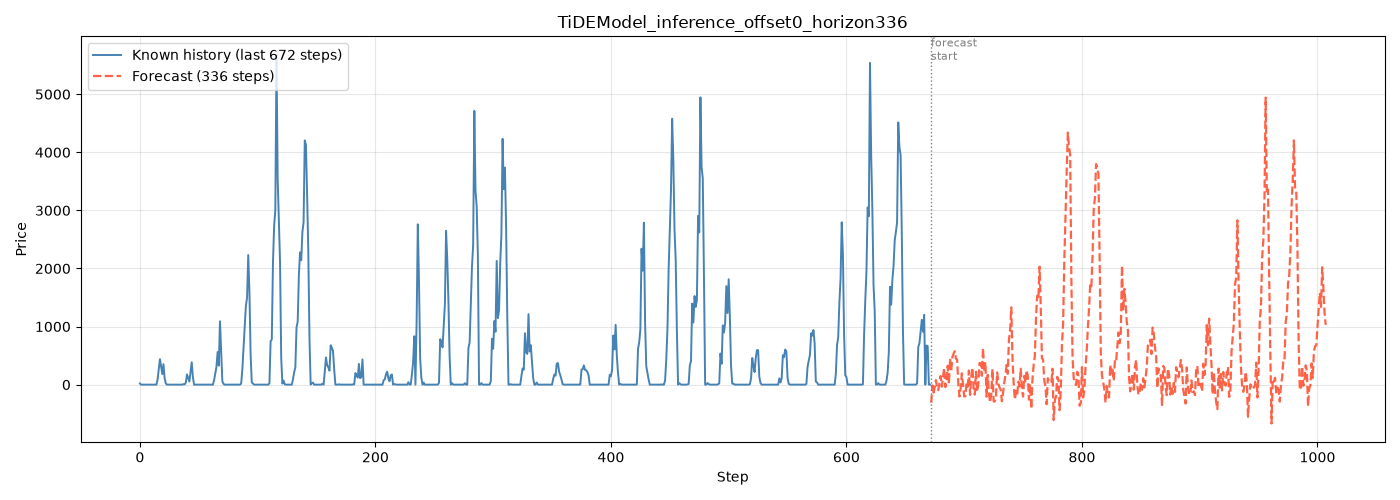 TiDEModel_inference_offset0_horizon336
Known history (last 672 steps)
Forecast (336 steps)
forecast
start
5000
4000
3000
2000
1000
0
Price
0
200
400
600
800
1000
Step